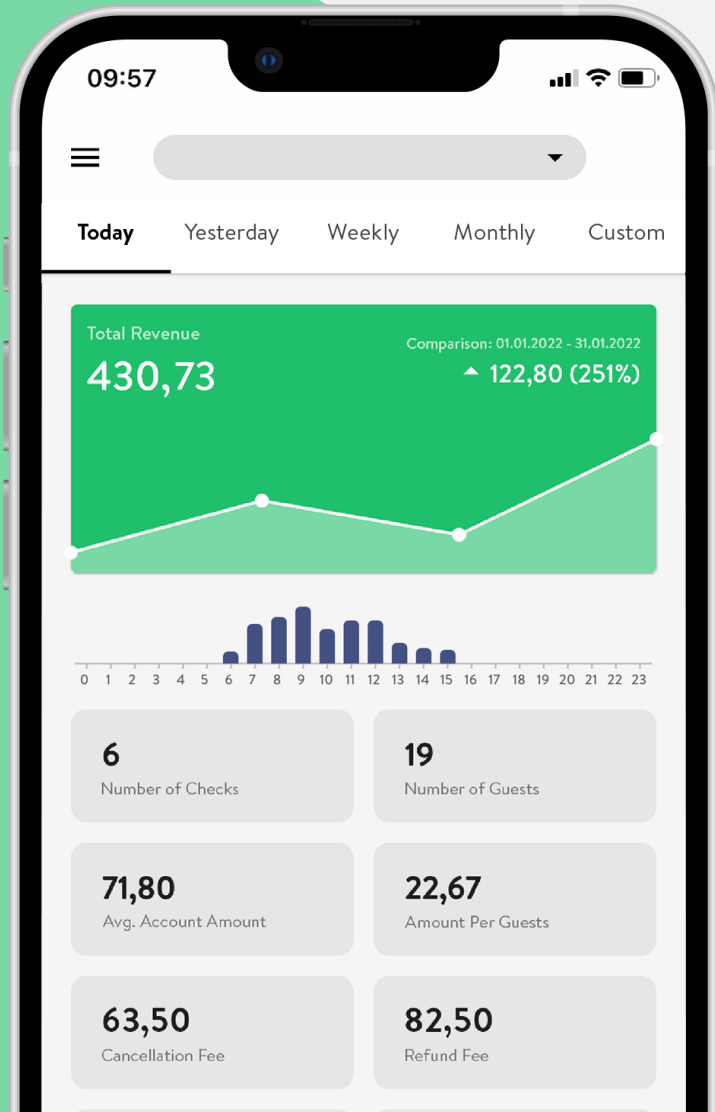 09:57
Today Yesterday Weekly Monthly Custom
Total Revenue
430,73
Comparison: 01.01.2022 - 31.01.2022
122,80 (251%)
0 1 2 3 4 5 6 7 8 9 10 11 12 13 14 15 16 17 18 19 20 21 22 23
6
Number of Checks
19
Number of Guests
71,80
Avg. Account Amount
22,67
Amount Per Guests
63,50
Cancellation Fee
82,50
Refund Fee